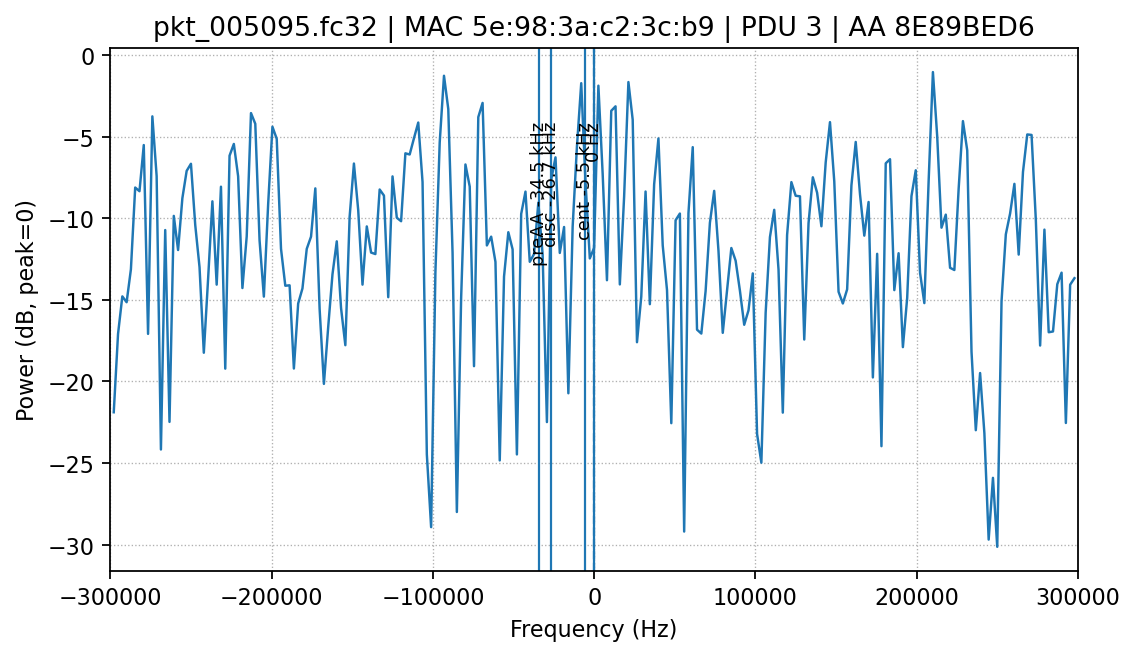 pkt_005095.fc32 | MAC 5e:98:3a:c2:3c:b9 | PDU 3 | AA 8E89BED6
Power (dB, peak=0)
0
−5
−10
−15
−20
−25
−30
preAA -34.5 kHz
disc -26.7 kHz
cent -5.5 kHz
0 Hz
−300000
−200000
−100000
0
100000
200000
300000
Frequency (Hz)